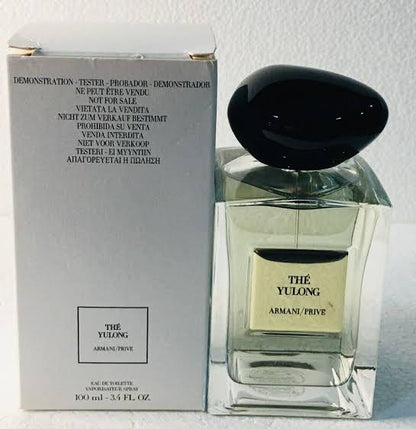 DEMONSTRATION - TESTER - PROBADOR - DEMONSTRADOR
NE PEUT ÊTRE VENDU
NOT FOR SALE
VIETATA LA VENDITA
NICHT ZUM VERKAUF BESTIMMT
PROHIBIDA SU VENTA
VENDA INTERDITA
NIET VOOR VERKOOP
TESTERI - EI MYYNTIIN
ΑΠΑΓΟΡΕΥΕΤΑΙ Η ΠΩΛΗΣΗ
THÉ
YULONG
ARMANI/PRIVE
EAU DE TOILETTE
VAPORISATEUR SPRAY
100 ml - 3.4 FL. OZ.
THÉ
YULONG
ARMANI/PRIVE